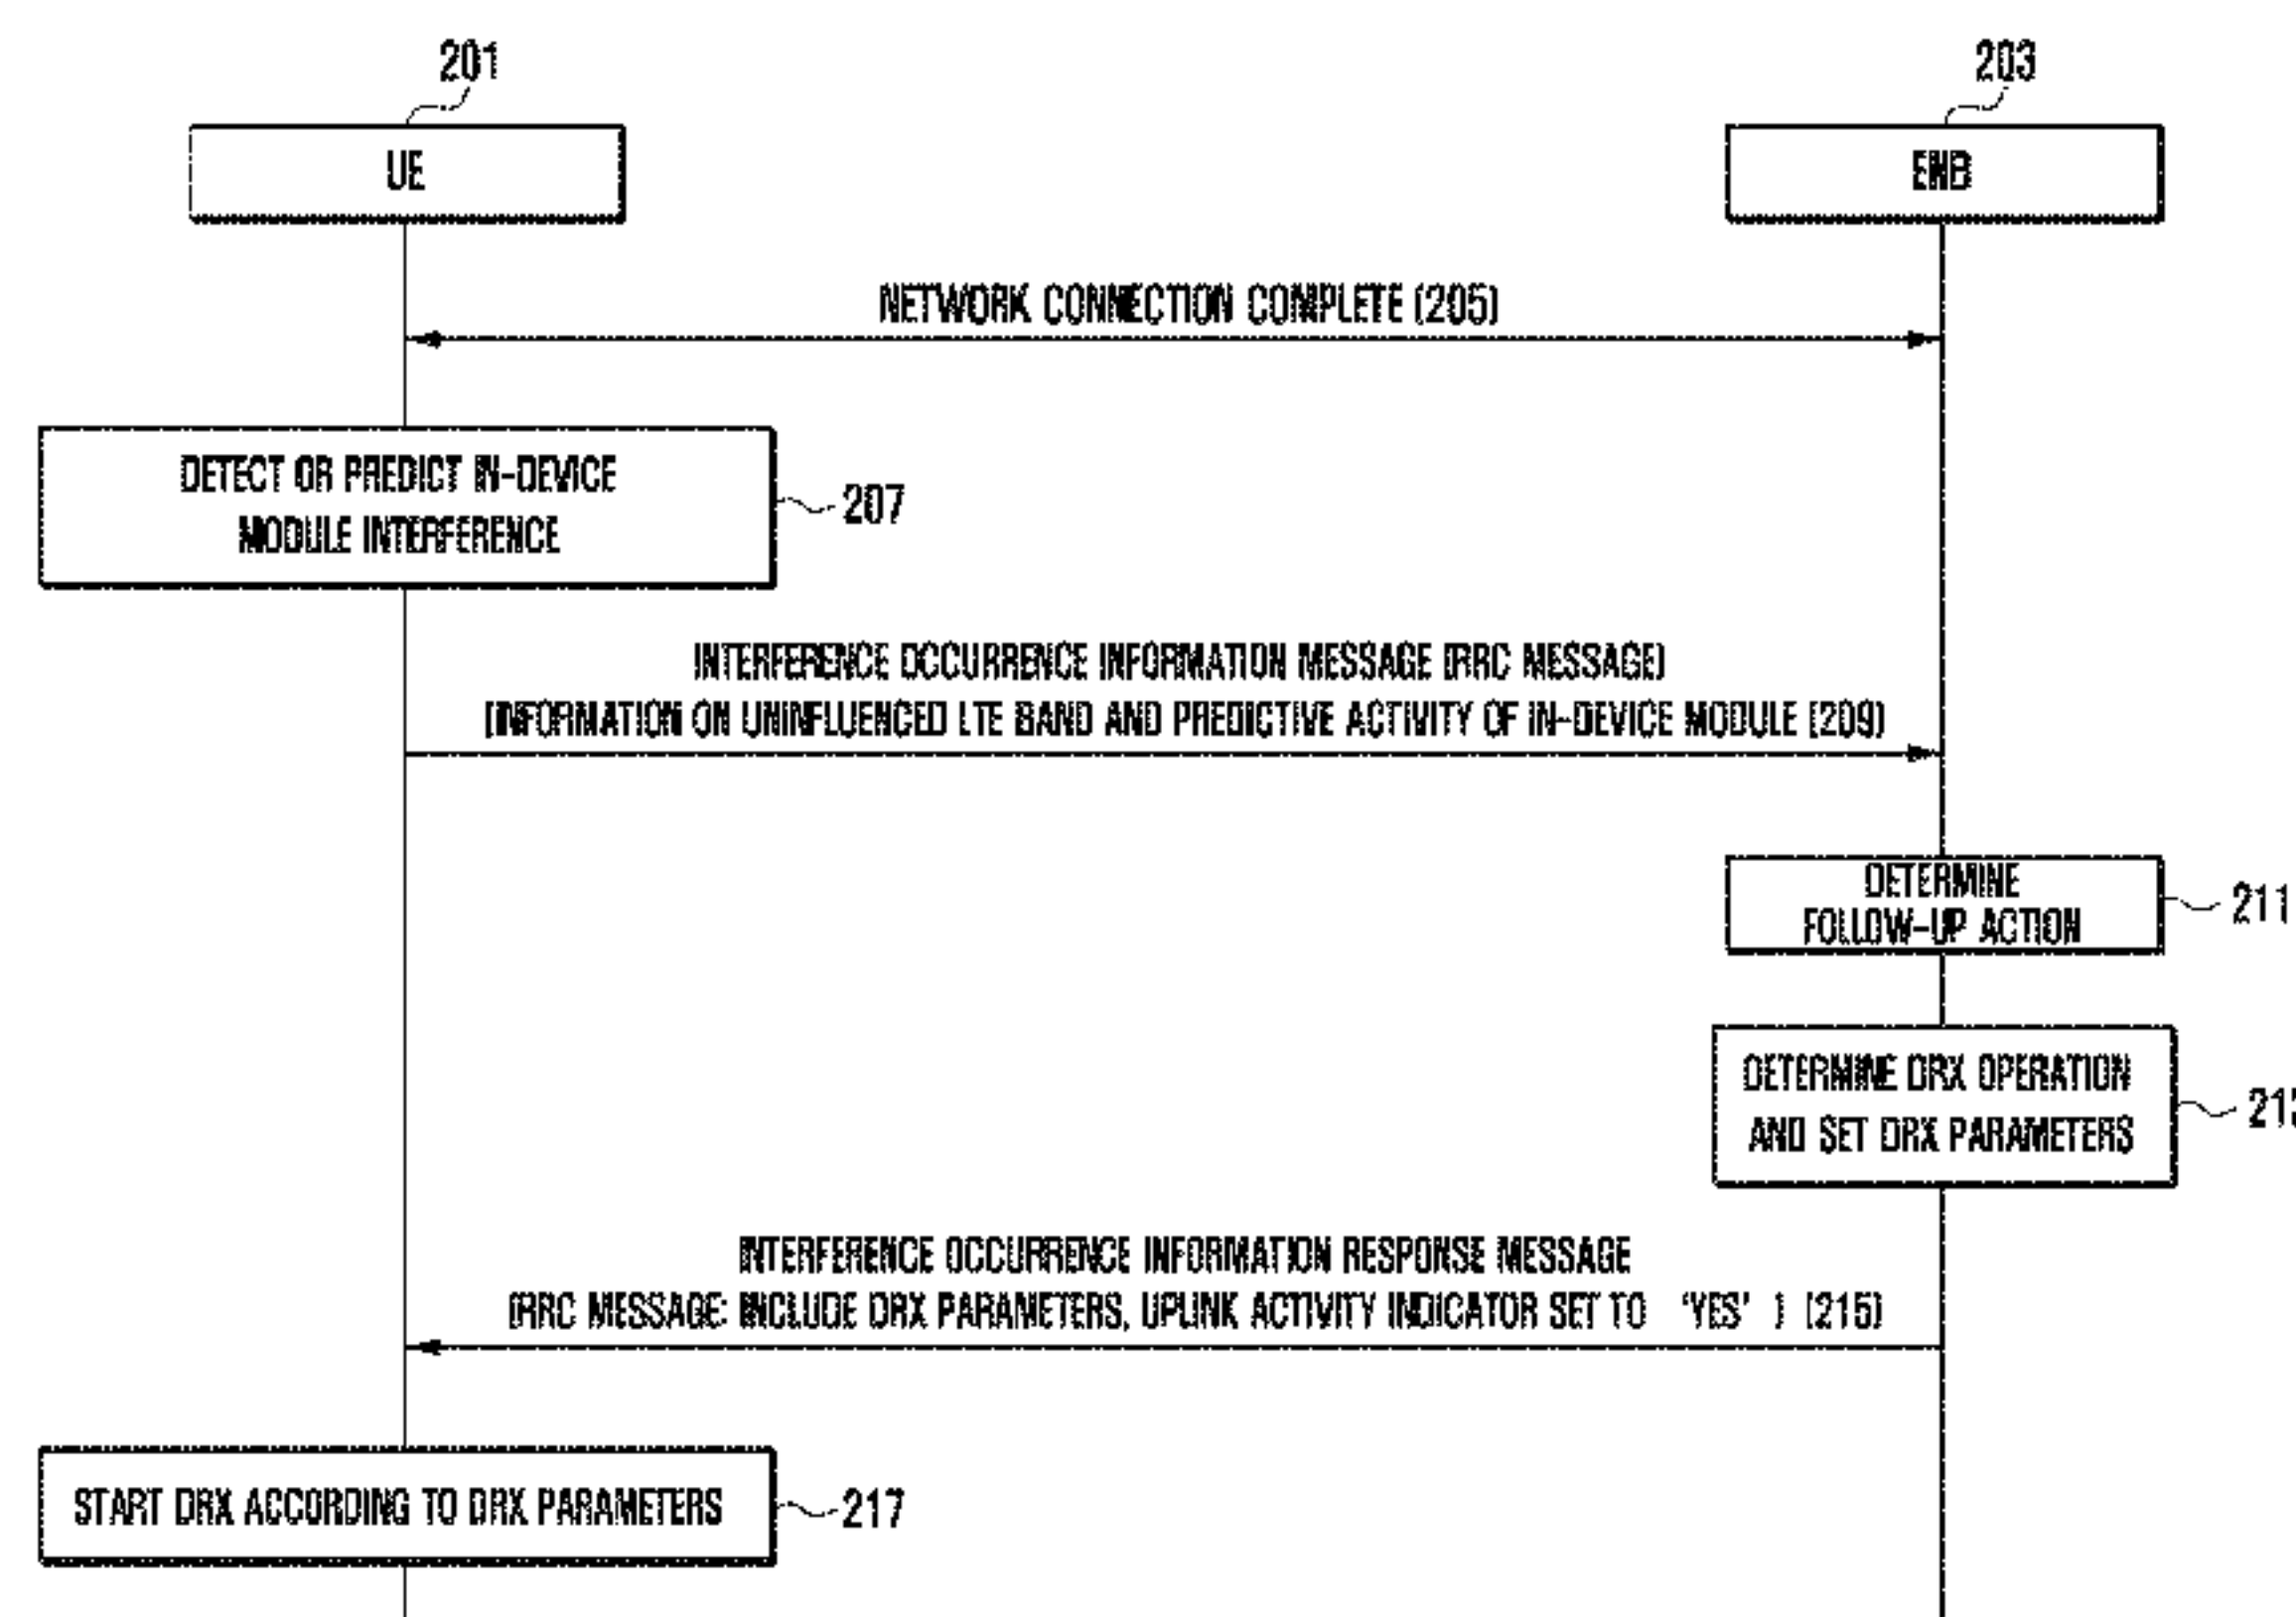 201
203
UE
ENB
NETWORK CONNECTION COMPLETE (205)
DETECT OR PREDICT IN-DEVICE
MODULE INTERFERENCE
207
INTERFERENCE OCCURRENCE INFORMATION MESSAGE (RRC MESSAGE)
(INFORMATION ON UNINFLUENCED LTE BAND AND PREDICTIVE ACTIVITY OF IN-DEVICE MODULE (209)
DETERMINE
FOLLOW-UP ACTION
211
DETERMINE DRX OPERATION
AND SET DRX PARAMETERS
INTERFERENCE OCCURRENCE INFORMATION RESPONSE MESSAGE
(RRC MESSAGE: INCLUDE DRX PARAMETERS, UPLINK ACTIVITY INDICATOR SET TO 'YES' ) (215)
START DRX ACCORDING TO DRX PARAMETERS
217